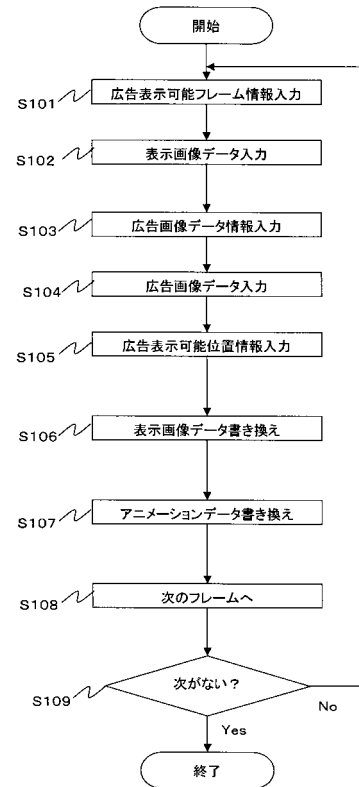 開始
S101
広告表示可能フレーム情報入力
S102
表示画像データ入力
S103
広告画像データ情報入力
S104
広告画像データ入力
S105
広告表示可能位置情報入力
S106
表示画像データ書き換え
S107
アニメーションデータ書き換え
S108
次のフレームへ
S109
次がない？
No
Yes
終了